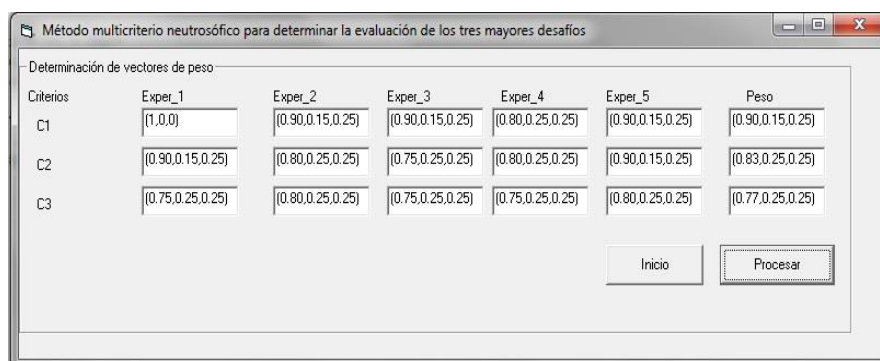 Método multicriterio neutrosófico para determinar la evaluación de los tres mayores desafíos
Determinación de vectores de peso
Criterios Exper_1 Exper_2 Exper_3 Exper_4 Exper_5 Peso
C1 (1,0,0) (0.90,0.15,0.25) (0.90,0.15,0.25) (0.80,0.25,0.25) (0.90,0.15,0.25) (0.90,0.15,0.25)
C2 (0.90,0.15,0.25) (0.80,0.25,0.25) (0.75,0.25,0.25) (0.80,0.25,0.25) (0.90,0.15,0.25) (0.83,0.25,0.25)
C3 (0.75,0.25,0.25) (0.80,0.25,0.25) (0.75,0.25,0.25) (0.75,0.25,0.25) (0.80,0.25,0.25) (0.77,0.25,0.25)
Inicio Procesar